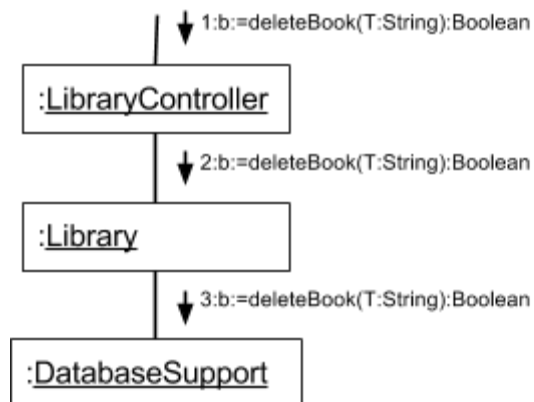 1:b:=deleteBook(T:String):Boolean
:LibraryController
2:b:=deleteBook(T:String):Boolean
:Library
3:b:=deleteBook(T:String):Boolean
:DatabaseSupport